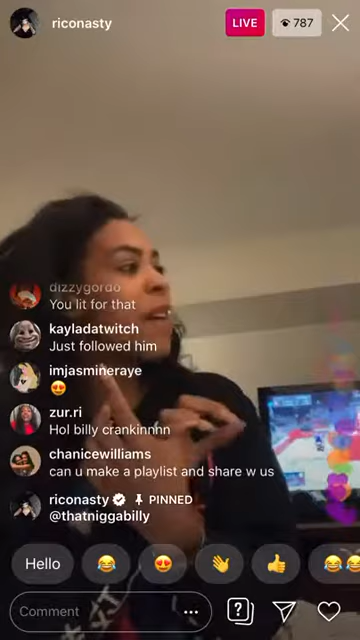 riconasty
LIVE
787
dizzygordo
You lit for that
kayladatwitch
Just followed him
imjasmineraye
😍
zur.ri
Hol billy crankinnnn
chanicewilliams
can u make a playlist and share w us
riconasty PINNED
@thatniggabilly
Hello 😂 😍 👋 👍 😂😂
Comment ... ?